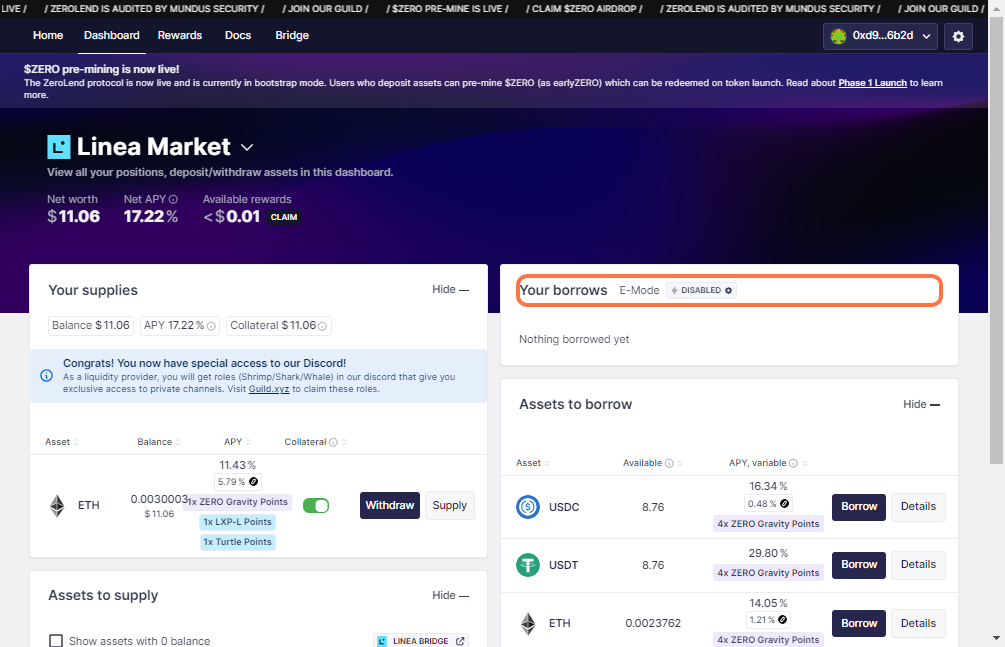 LIVE / / ZEROLEND IS AUDITED BY MUNDUS SECURITY / / JOIN OUR GUILD / / $ZERO PRE-MINE IS LIVE / / CLAIM $ZERO AIRDROP / / ZEROLEND IS AUDITED BY MUNDUS SECURITY / / JOIN OUR GUILD /
Home Dashboard Rewards Docs Bridge 0xd9...6b2d
$ZERO pre-mining is now live!
The ZeroLend protocol is now live and is currently in bootstrap mode. Users who deposit assets can pre-mine $ZERO (as earlyZERO) which can be redeemed on token launch. Read about Phase 1 Launch to learn
more.
Linea Market
View all your positions, deposit/withdraw assets in this dashboard.
Net worth Net APY Available rewards
$11.06 17.22% <$0.01 CLAIM
Your supplies Hide —
Balance $11.06 APY 17.22% Collateral $11.06
Congrats! You now have special access to our Discord!
As a liquidity provider, you will get roles (Shrimp/Shark/Whale) in our discord that give you
exclusive access to private channels. Visit Guild.xyz to claim these roles.
Asset Balance APY Collateral
11.43%
5.79%
ETH 0.0030003 1x ZERO Gravity Points Withdraw Supply
$11.06
1x LXP-L Points
1x Turtle Points
Assets to supply Hide —
Show assets with 0 balance LINEA BRIDGE
Your borrows E-Mode DISABLED
Nothing borrowed yet
Assets to borrow Hide —
Asset Available APY, variable
16.34%
USDC 8.76 0.48% Borrow Details
4x ZERO Gravity Points
29.80%
USDT 8.76 Borrow Details
4x ZERO Gravity Points
14.05%
ETH 0.0023762 1.21% Borrow Details
4x ZERO Gravity Points